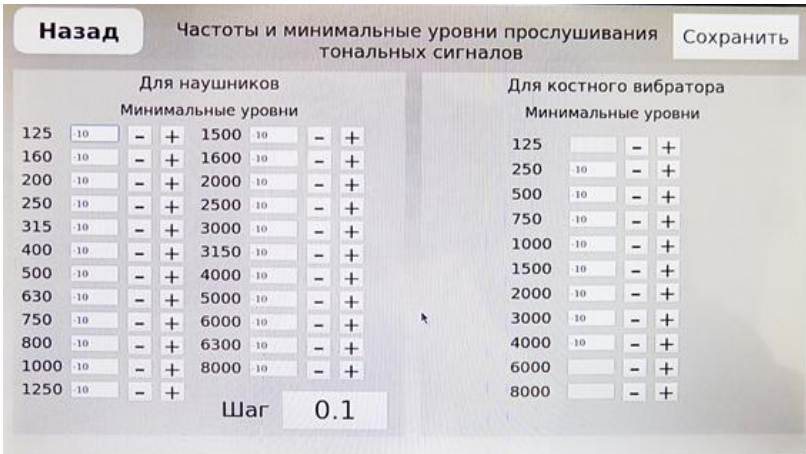 Назад
Частоты и минимальные уровни прослушивания
тональных сигналов
Сохранить
Для наушников
Минимальные уровни
125 -10 - + 1500 -10 - +
160 -10 - + 1600 -10 - +
200 -10 - + 2000 -10 - +
250 -10 - + 2500 -10 - +
315 -10 - + 3000 -10 - +
400 -10 - + 3150 -10 - +
500 -10 - + 4000 -10 - +
630 -10 - + 5000 -10 - +
750 -10 - + 6000 -10 - +
800 -10 - + 6300 -10 - +
1000 -10 - + 8000 -10 - +
1250 -10 - +
Шаг 0.1
Для костного вибратора
Минимальные уровни
125 - +
250 -10 - +
500 -10 - +
750 -10 - +
1000 -10 - +
1500 -10 - +
2000 -10 - +
3000 -10 - +
4000 -10 - +
6000 - +
8000 - +